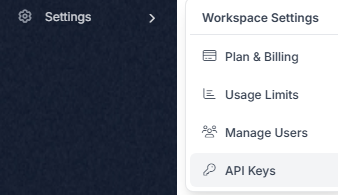 Settings
Workspace Settings
Plan & Billing
Usage Limits
Manage Users
API Keys